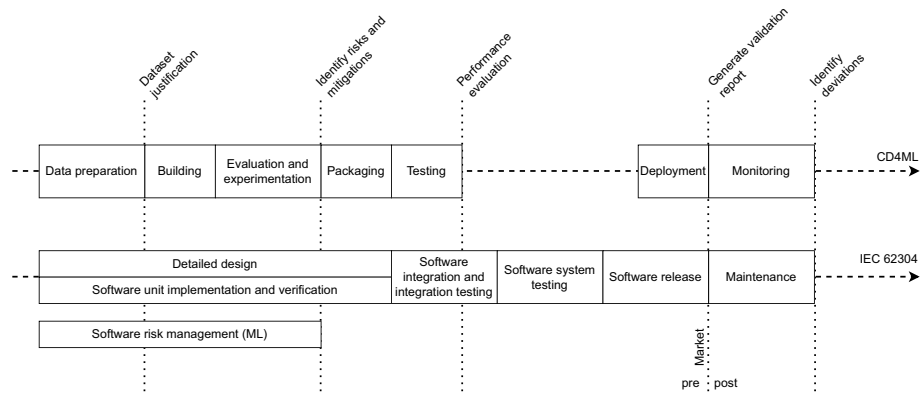 Dataset
justification
Identify risks and
mitigations
Performance
evaluation
Generate validation
report
Identify
deviations
CD4ML
Data preparation
Building
Evaluation and
experimentation
Packaging
Testing
Deployment
Monitoring
IEC 62304
Detailed design
Software unit implementation and verification
Software
integration and
integration testing
Software system
testing
Software release
Maintenance
Software risk management (ML)
Market
pre
post